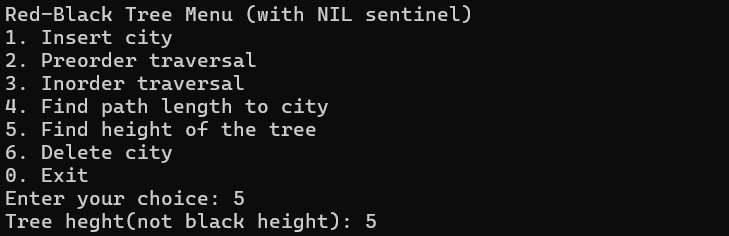 Red-Black Tree Menu (with NIL sentinel)
1. Insert city
2. Preorder traversal
3. Inorder traversal
4. Find path length to city
5. Find height of the tree
6. Delete city
0. Exit
Enter your choice: 5
Tree heght(not black height): 5